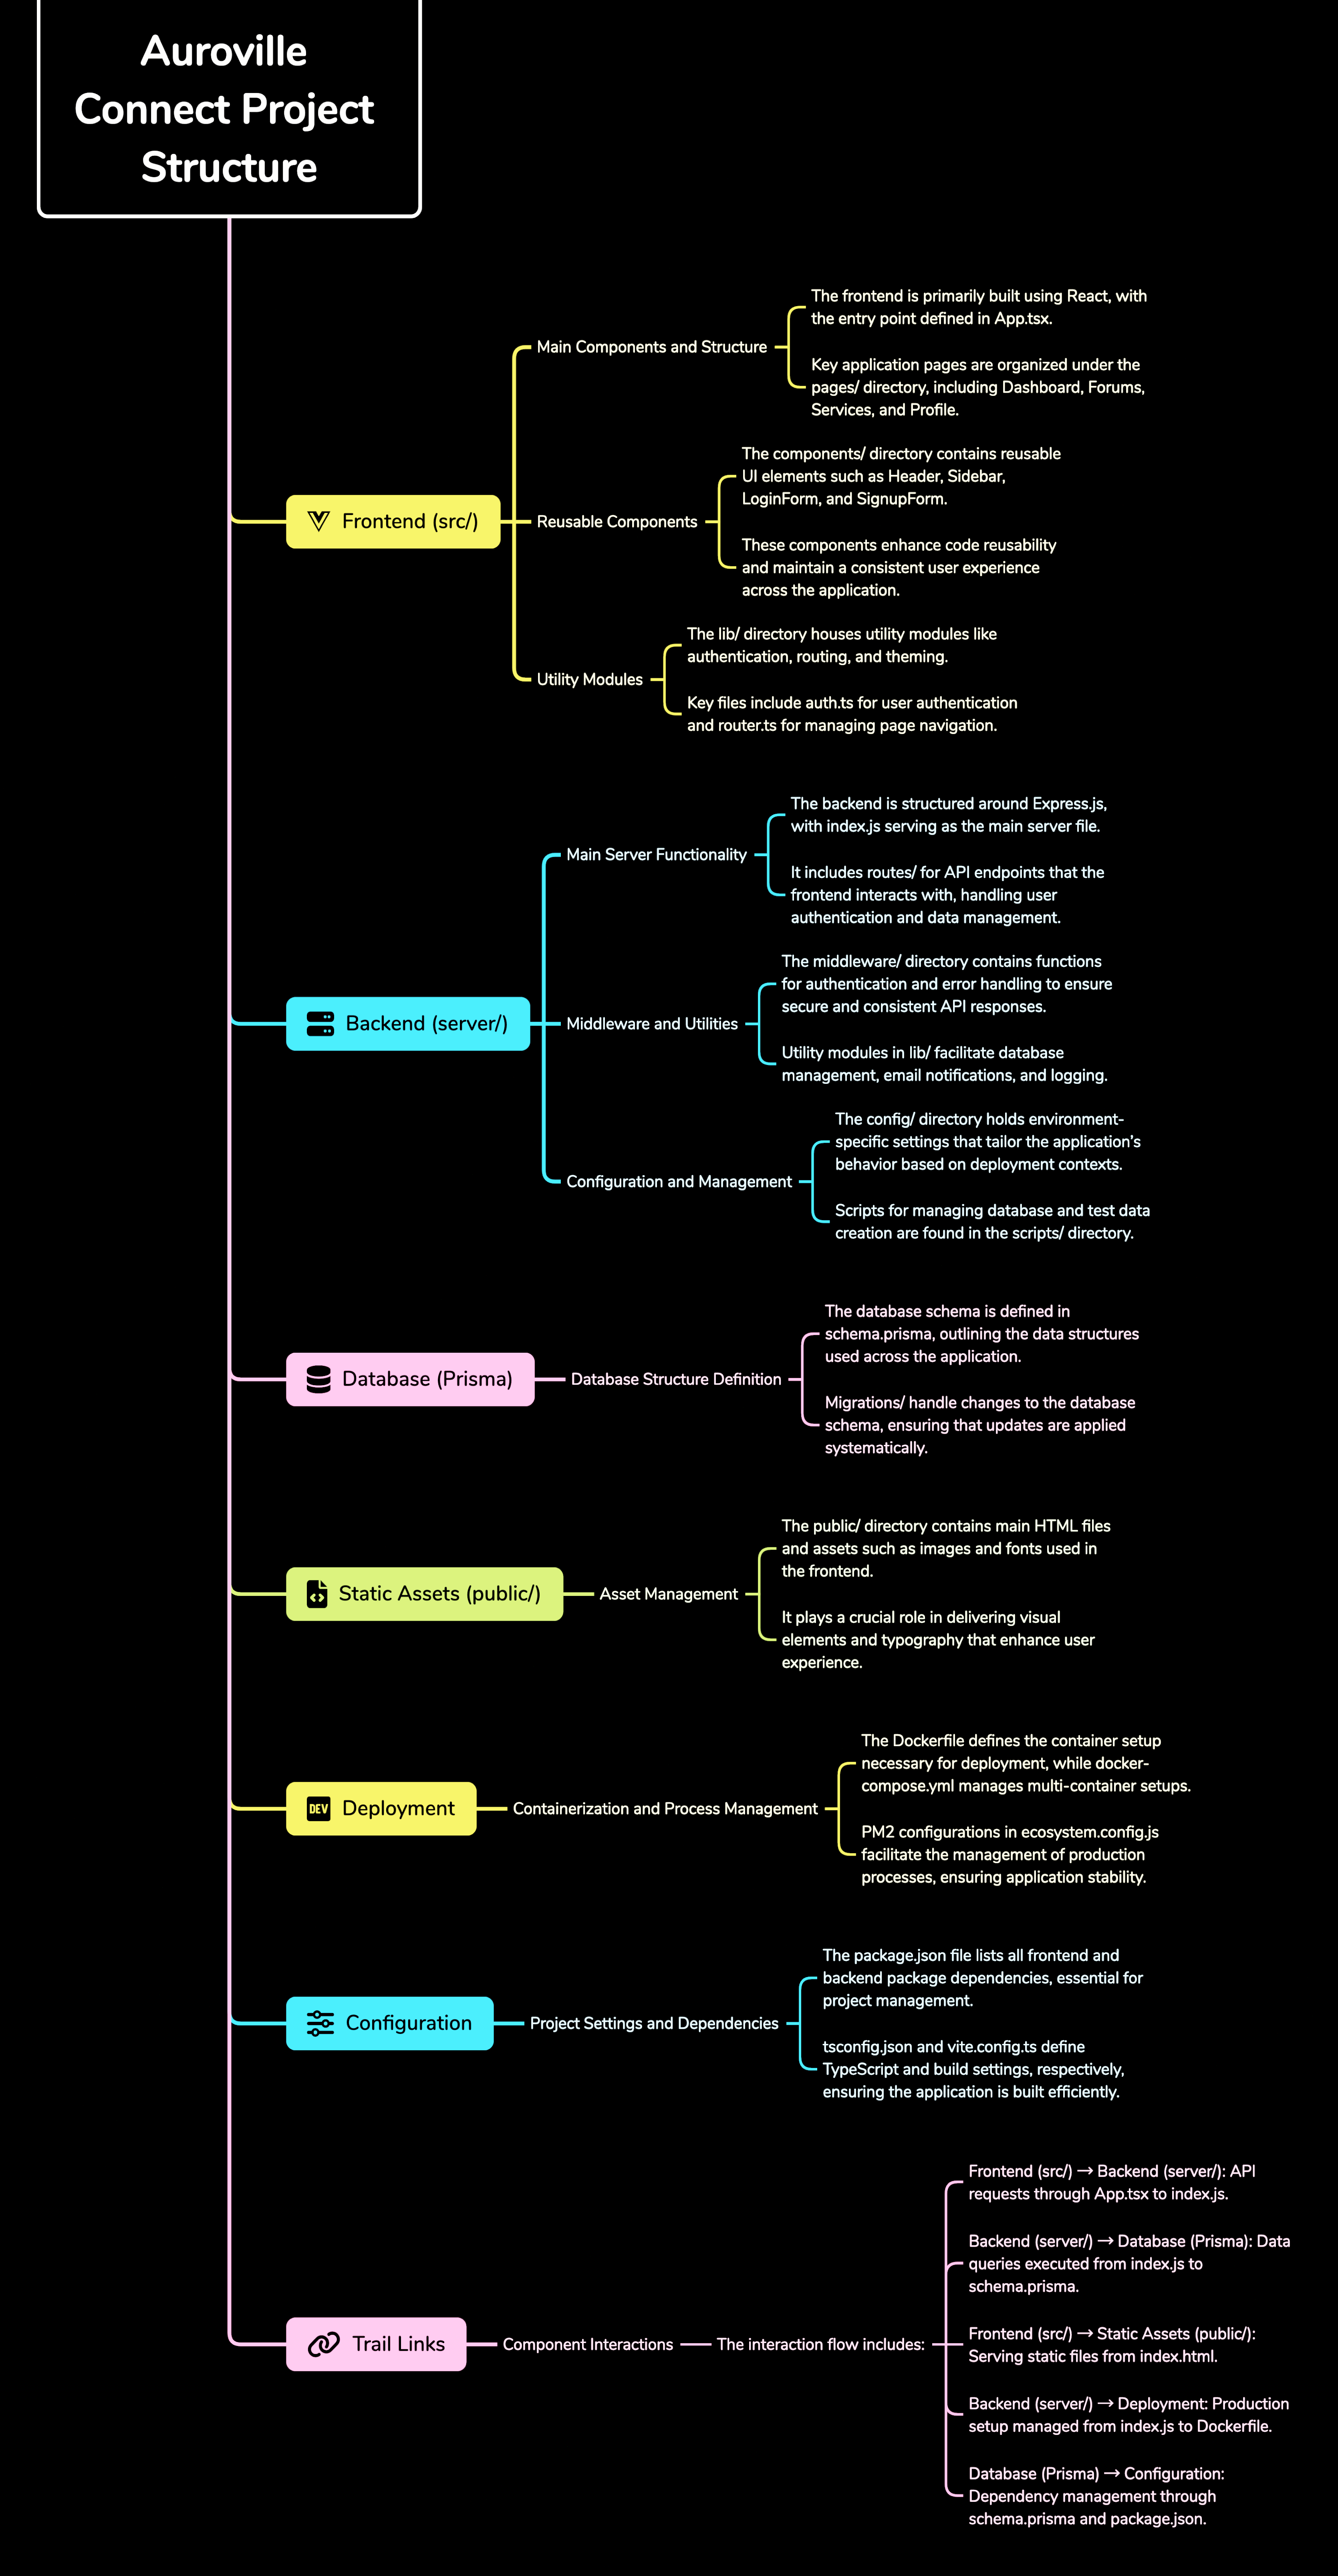 Auroville
Connect Project
Structure
The frontend is primarily built using React, with
the entry point defined in App.tsx.
Main Components and Structure
Key application pages are organized under the
pages/ directory, including Dashboard, Forums,
Services, and Profile.
The components/ directory contains reusable
UI elements such as Header, Sidebar,
LoginForm, and SignupForm.
Frontend (src/)
Reusable Components
These components enhance code reusability
and maintain a consistent user experience
across the application.
The lib/ directory houses utility modules like
authentication, routing, and theming.
Utility Modules
Key files include auth.ts for user authentication
and router.ts for managing page navigation.
The backend is structured around Express.js,
with index.js serving as the main server file.
Main Server Functionality
It includes routes/ for API endpoints that the
frontend interacts with, handling user
authentication and data management.
The middleware/ directory contains functions
for authentication and error handling to ensure
secure and consistent API responses.
Backend (server/)
Middleware and Utilities
Utility modules in lib/ facilitate database
management, email notifications, and logging.
The config/ directory holds environment-
specific settings that tailor the application’s
behavior based on deployment contexts.
Configuration and Management
Scripts for managing database and test data
creation are found in the scripts/ directory.
The database schema is defined in
schema.prisma, outlining the data structures
used across the application.
Database (Prisma)
Database Structure Definition
Migrations/ handle changes to the database
schema, ensuring that updates are applied
systematically.
The public/ directory contains main HTML files
and assets such as images and fonts used in
the frontend.
Static Assets (public/)
Asset Management
It plays a crucial role in delivering visual
elements and typography that enhance user
experience.
The Dockerfile defines the container setup
necessary for deployment, while docker-
compose.yml manages multi-container setups.
DEV
Deployment
Containerization and Process Management
PM2 configurations in ecosystem.config.js
facilitate the management of production
processes, ensuring application stability.
The package.json file lists all frontend and
backend package dependencies, essential for
project management.
Configuration
Project Settings and Dependencies
tsconfig.json and vite.config.ts define
TypeScript and build settings, respectively,
ensuring the application is built efficiently.
Frontend (src/) → Backend (server/): API
requests through App.tsx to index.js.
Backend (server/) → Database (Prisma): Data
queries executed from index.js to
schema.prisma.
Trail Links
Component Interactions
The interaction flow includes:
Frontend (src/) → Static Assets (public/):
Serving static files from index.html.
Backend (server/) → Deployment: Production
setup managed from index.js to Dockerfile.
Database (Prisma) → Configuration:
Dependency management through
schema.prisma and package.json.